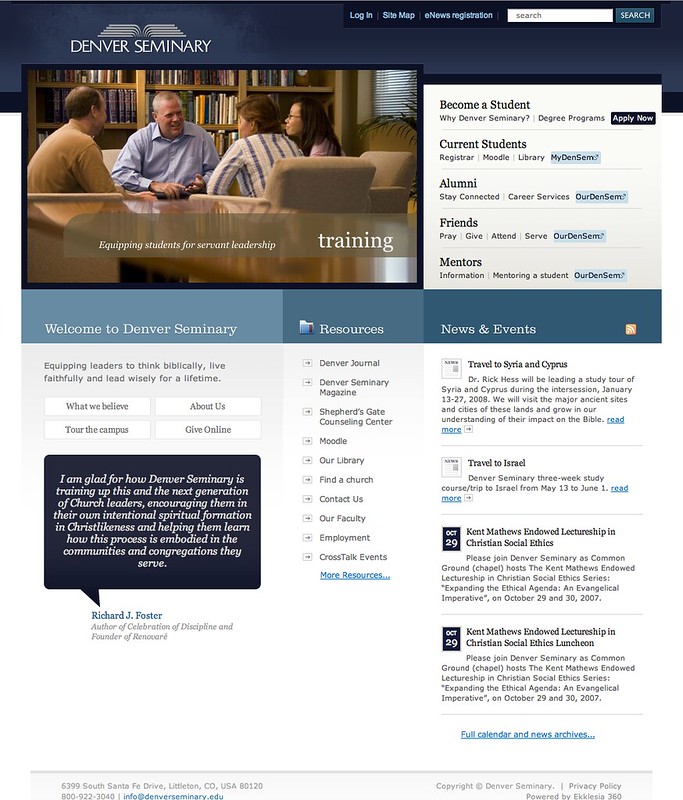 Log In | Site Map | eNews registration |
search
SEARCH
DENVER SEMINARY
Equipping students for servant leadership
training
Become a Student
Why Denver Seminary? | Degree Programs Apply Now
Current Students
Registrar | Moodle | Library MyDenSem
Alumni
Stay Connected | Career Services OurDenSem
Friends
Pray | Give | Attend | Serve OurDenSem
Mentors
Information | Mentoring a student OurDenSem
Welcome to Denver Seminary
Equipping leaders to think biblically, live
faithfully and lead wisely for a lifetime.
What we believe
About Us
Tour the campus
Give Online
I am glad for how Denver Seminary is
training up this and the next generation
of Church leaders, encouraging them in
their own intentional spiritual formation
in Christlikeness and helping them learn
how this process is embodied in the
communities and congregations they
serve.
Richard J. Foster
Author of Celebration of Discipline and
Founder of Renovaré
Resources
Denver Journal
Denver Seminary
Magazine
Shepherd's Gate
Counseling Center
Moodle
Our Library
Find a church
Contact Us
Our Faculty
Employment
CrossTalk Events
More Resources...
News & Events
NEWS
Travel to Syria and Cyprus
Dr. Rick Hess will be leading a study tour of
Syria and Cyprus during the intersession, January
13-27, 2008. We will visit the major ancient sites
and cities of these lands and grow in our
understanding of their impact on the Bible. read
more
NEWS
Travel to Israel
Denver Seminary three-week study
course/trip to Israel from May 13 to June 1. read
more
OCT
29
Kent Mathews Endowed Lectureship in
Christian Social Ethics
Please join Denver Seminary as Common
Ground (chapel) hosts The Kent Mathews Endowed
Lectureship in Christian Social Ethics Series:
"Expanding the Ethical Agenda: An Evangelical
Imperative", on October 29 and 30, 2007.
OCT
29
Kent Mathews Endowed Lectureship in
Christian Social Ethics Luncheon
Please join Denver Seminary as Common
Ground (chapel) hosts The Kent Mathews Endowed
Lectureship in Christian Social Ethics Series:
"Expanding the Ethical Agenda: An Evangelical
Imperative", on October 29 and 30, 2007.
Full calendar and news archives...
6399 South Santa Fe Drive, Littleton, CO, USA 80120
800-922-3040 | info@denverseminary.edu
Copyright © Denver Seminary. | Privacy Policy
Powered by Ekklesia 360